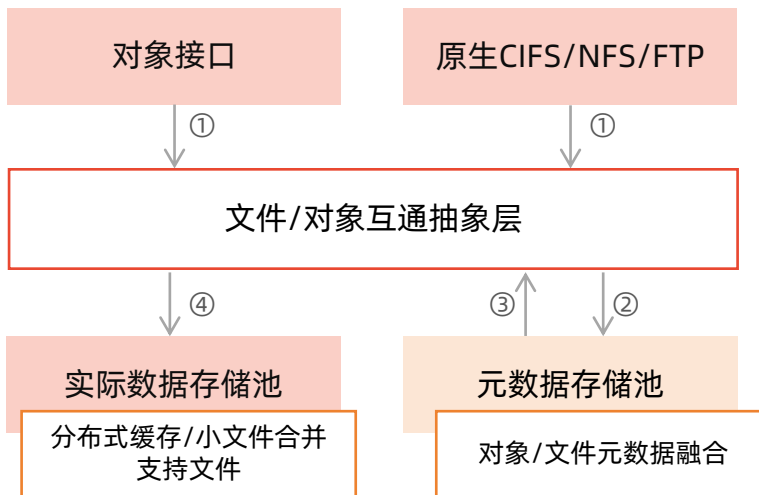 对象接口
原生CIFS/NFS/FTP
①
①
文件/对象互通抽象层
④
③
②
实际数据存储池
元数据存储池
分布式缓存/小文件合并
支持文件
对象/文件元数据融合